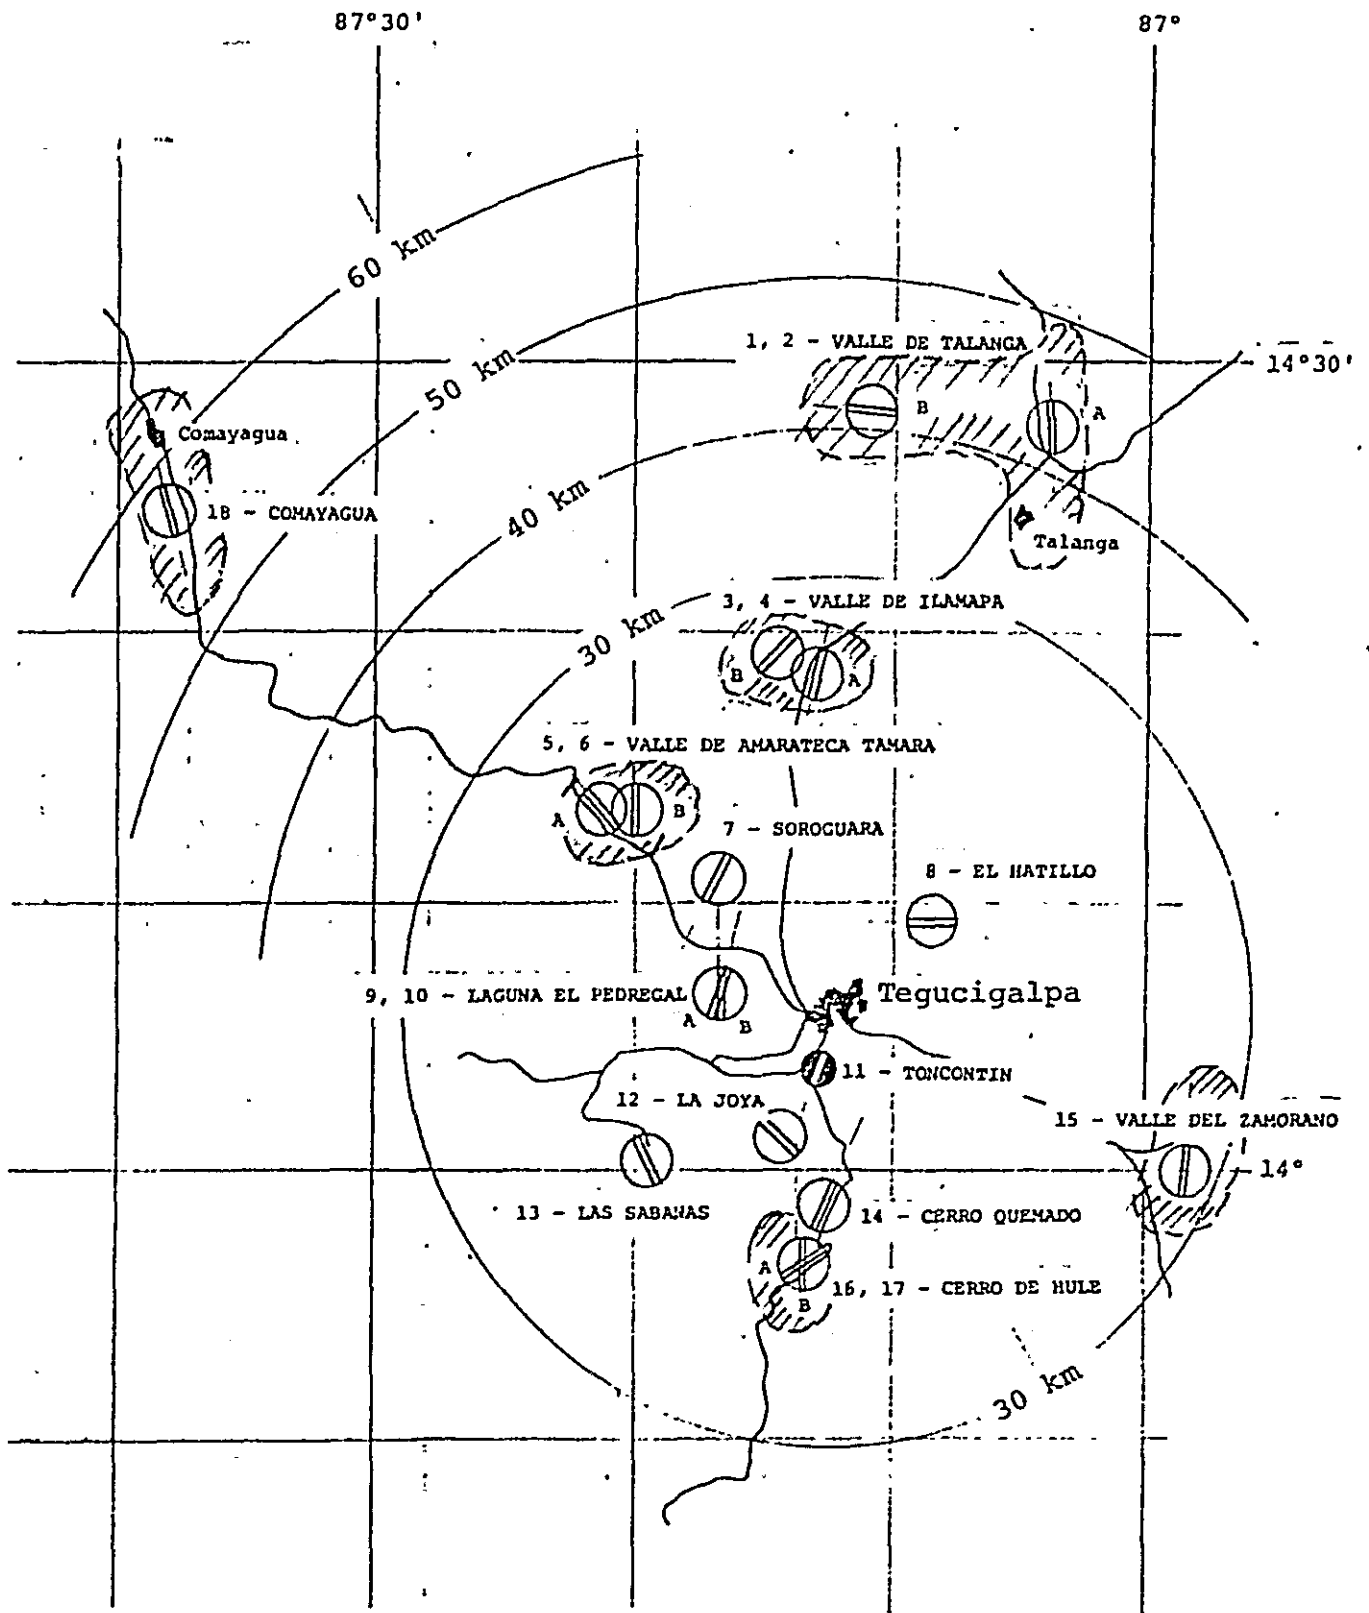 87°30'
87°
60 km
1, 2 - VALLE DE TALANGA
14°30'
50 km
B
A
Comayagua
40 km
18 - COMAYAGUA
Talanga
3, 4 - VALLE DE ILAMAPA
30 km
B
A
5, 6 - VALLE DE AMARATECA TAMARA
A
B
7 - SOROGUARA
8 - EL HATILLO
9, 10 - LAGUNA EL PEDREGAL
Tegucigalpa
A
B
11 - TONCONTIN
12 - LA JOYA
15 - VALLE DEL ZAMORANO
14°
13 - LAS SABANAS
14 - CERRO QUEMADO
A
16, 17 - CERRO DE HULE
B
30 km